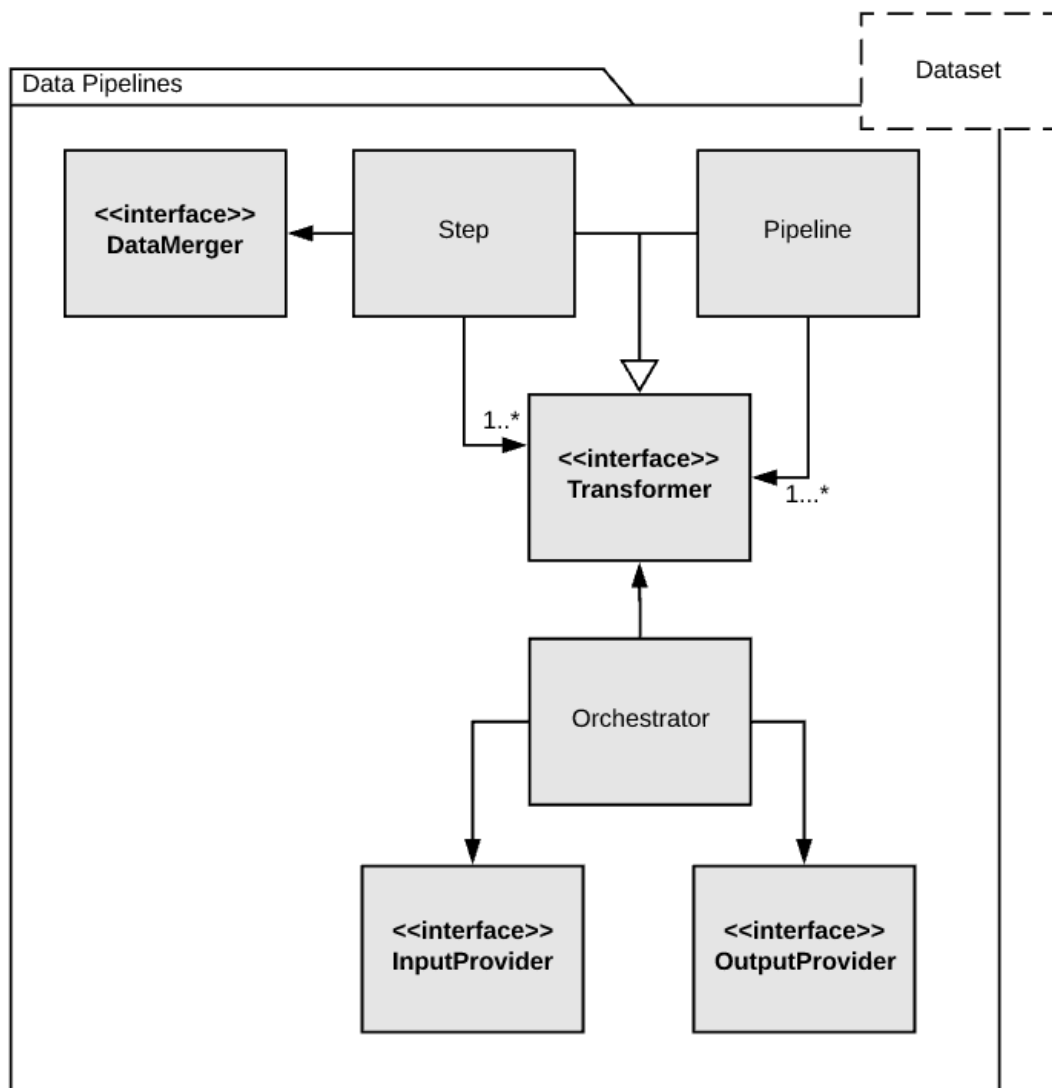 Dataset
Data Pipelines
<<interface>>
DataMerger
Step
Pipeline
1..*
<<interface>>
Transformer
1...*
Orchestrator
<<interface>>
InputProvider
<<interface>>
OutputProvider